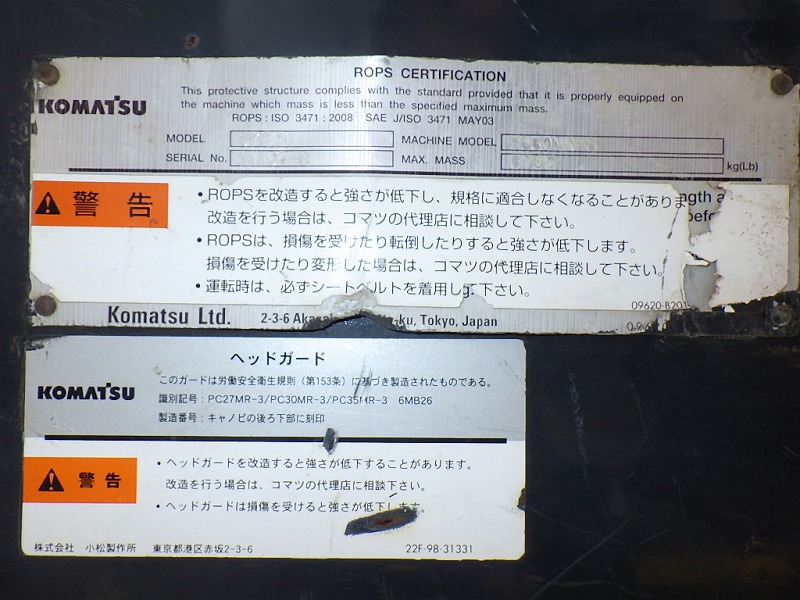 ROPS CERTIFICATION
KOMATSU
This protective structure complies with the standard provided that it is properly equipped on
the machine which mass is less than the specified maximum mass.
ROPS : ISO 3471 : 2008 SAE J/ISO 3471 MAY03
MODEL
MACHINE MODEL
SERIAL No.
MAX. MASS
kg(Lb)
警告
・ROPSを改造すると強さが低下し、規格に適合しなくなることがありま
改造を行う場合は、コマツの代理店に相談して下さい。
・ROPSは、損傷を受けたり転倒したりすると強さが低下します。
損傷を受けたり変形した場合は、コマツの代理店に相談して下さい。
・運転時は、必ずシートベルトを着用して下さい。
09620-B20
Komatsu Ltd. 2-3-6 -ku, Tokyo, Japan
ヘッドガード
KOMATSU
このガードは労働安全衛生規則（第153条）に基づき製造されたものである。
識別記号：PC27MR-3/PC30MR-3/PC35MR-3 6MB26
製造番号：キャノピの後ろ下部に刻印
警告
・ヘッドガードを改造すると強さが低下することがあります。
改造を行う場合は、コマツの代理店に相談下さい。
・ヘッドガードは損傷を受けると強さが低下します。
株式会社 小松製作所 東京都港区赤坂2-3-6
22F-98-31331